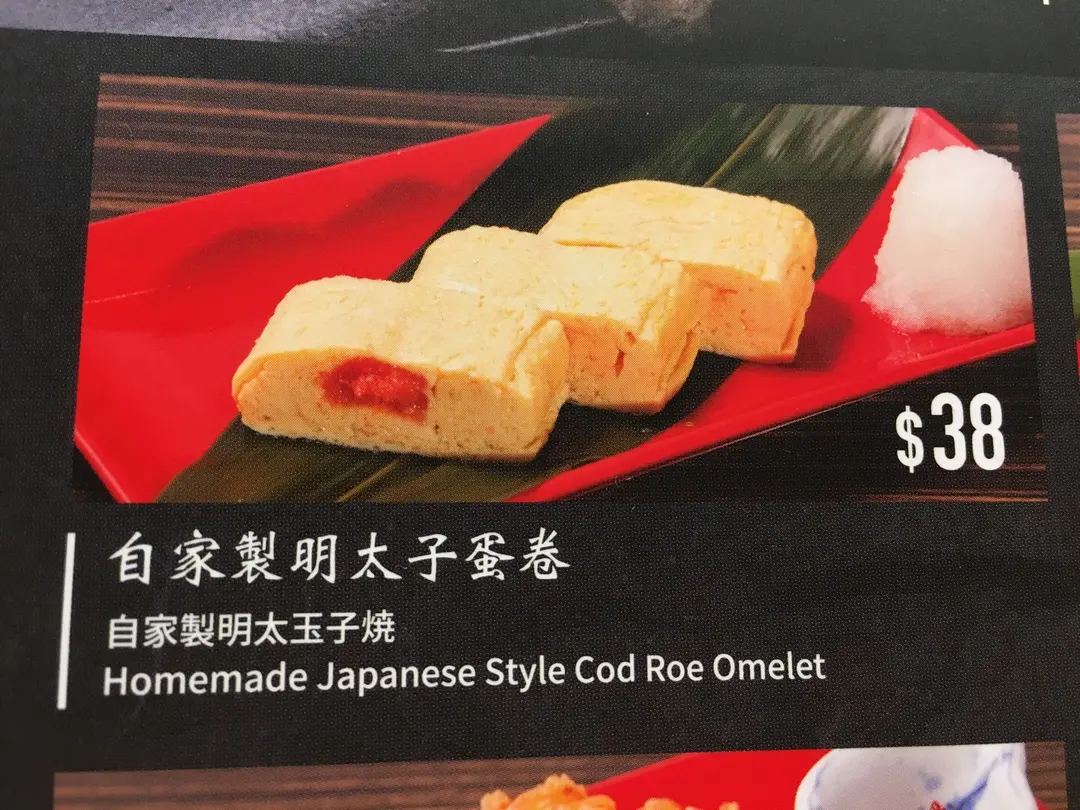 $38
自家製明太子蛋卷
自家製明太玉子焼
Homemade Japanese Style Cod Roe Omelet